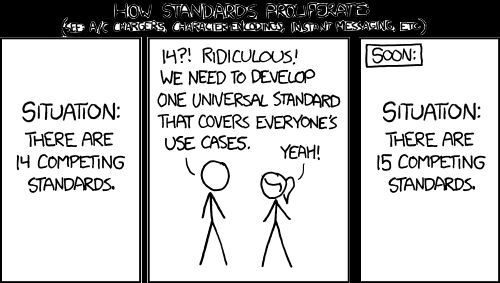 HOW STANDARDS PROLIFERATE
(SEE: A/C CHARGERS, CHARACTER ENCODINGS, INSTANT MESSAGING, ETC)
SITUATION:
THERE ARE
14 COMPETING
STANDARDS.
14?! RIDICULOUS!
WE NEED TO DEVELOP
ONE UNIVERSAL STANDARD
THAT COVERS EVERYONE'S
USE CASES.
YEAH!
SOON:
SITUATION:
THERE ARE
15 COMPETING
STANDARDS.